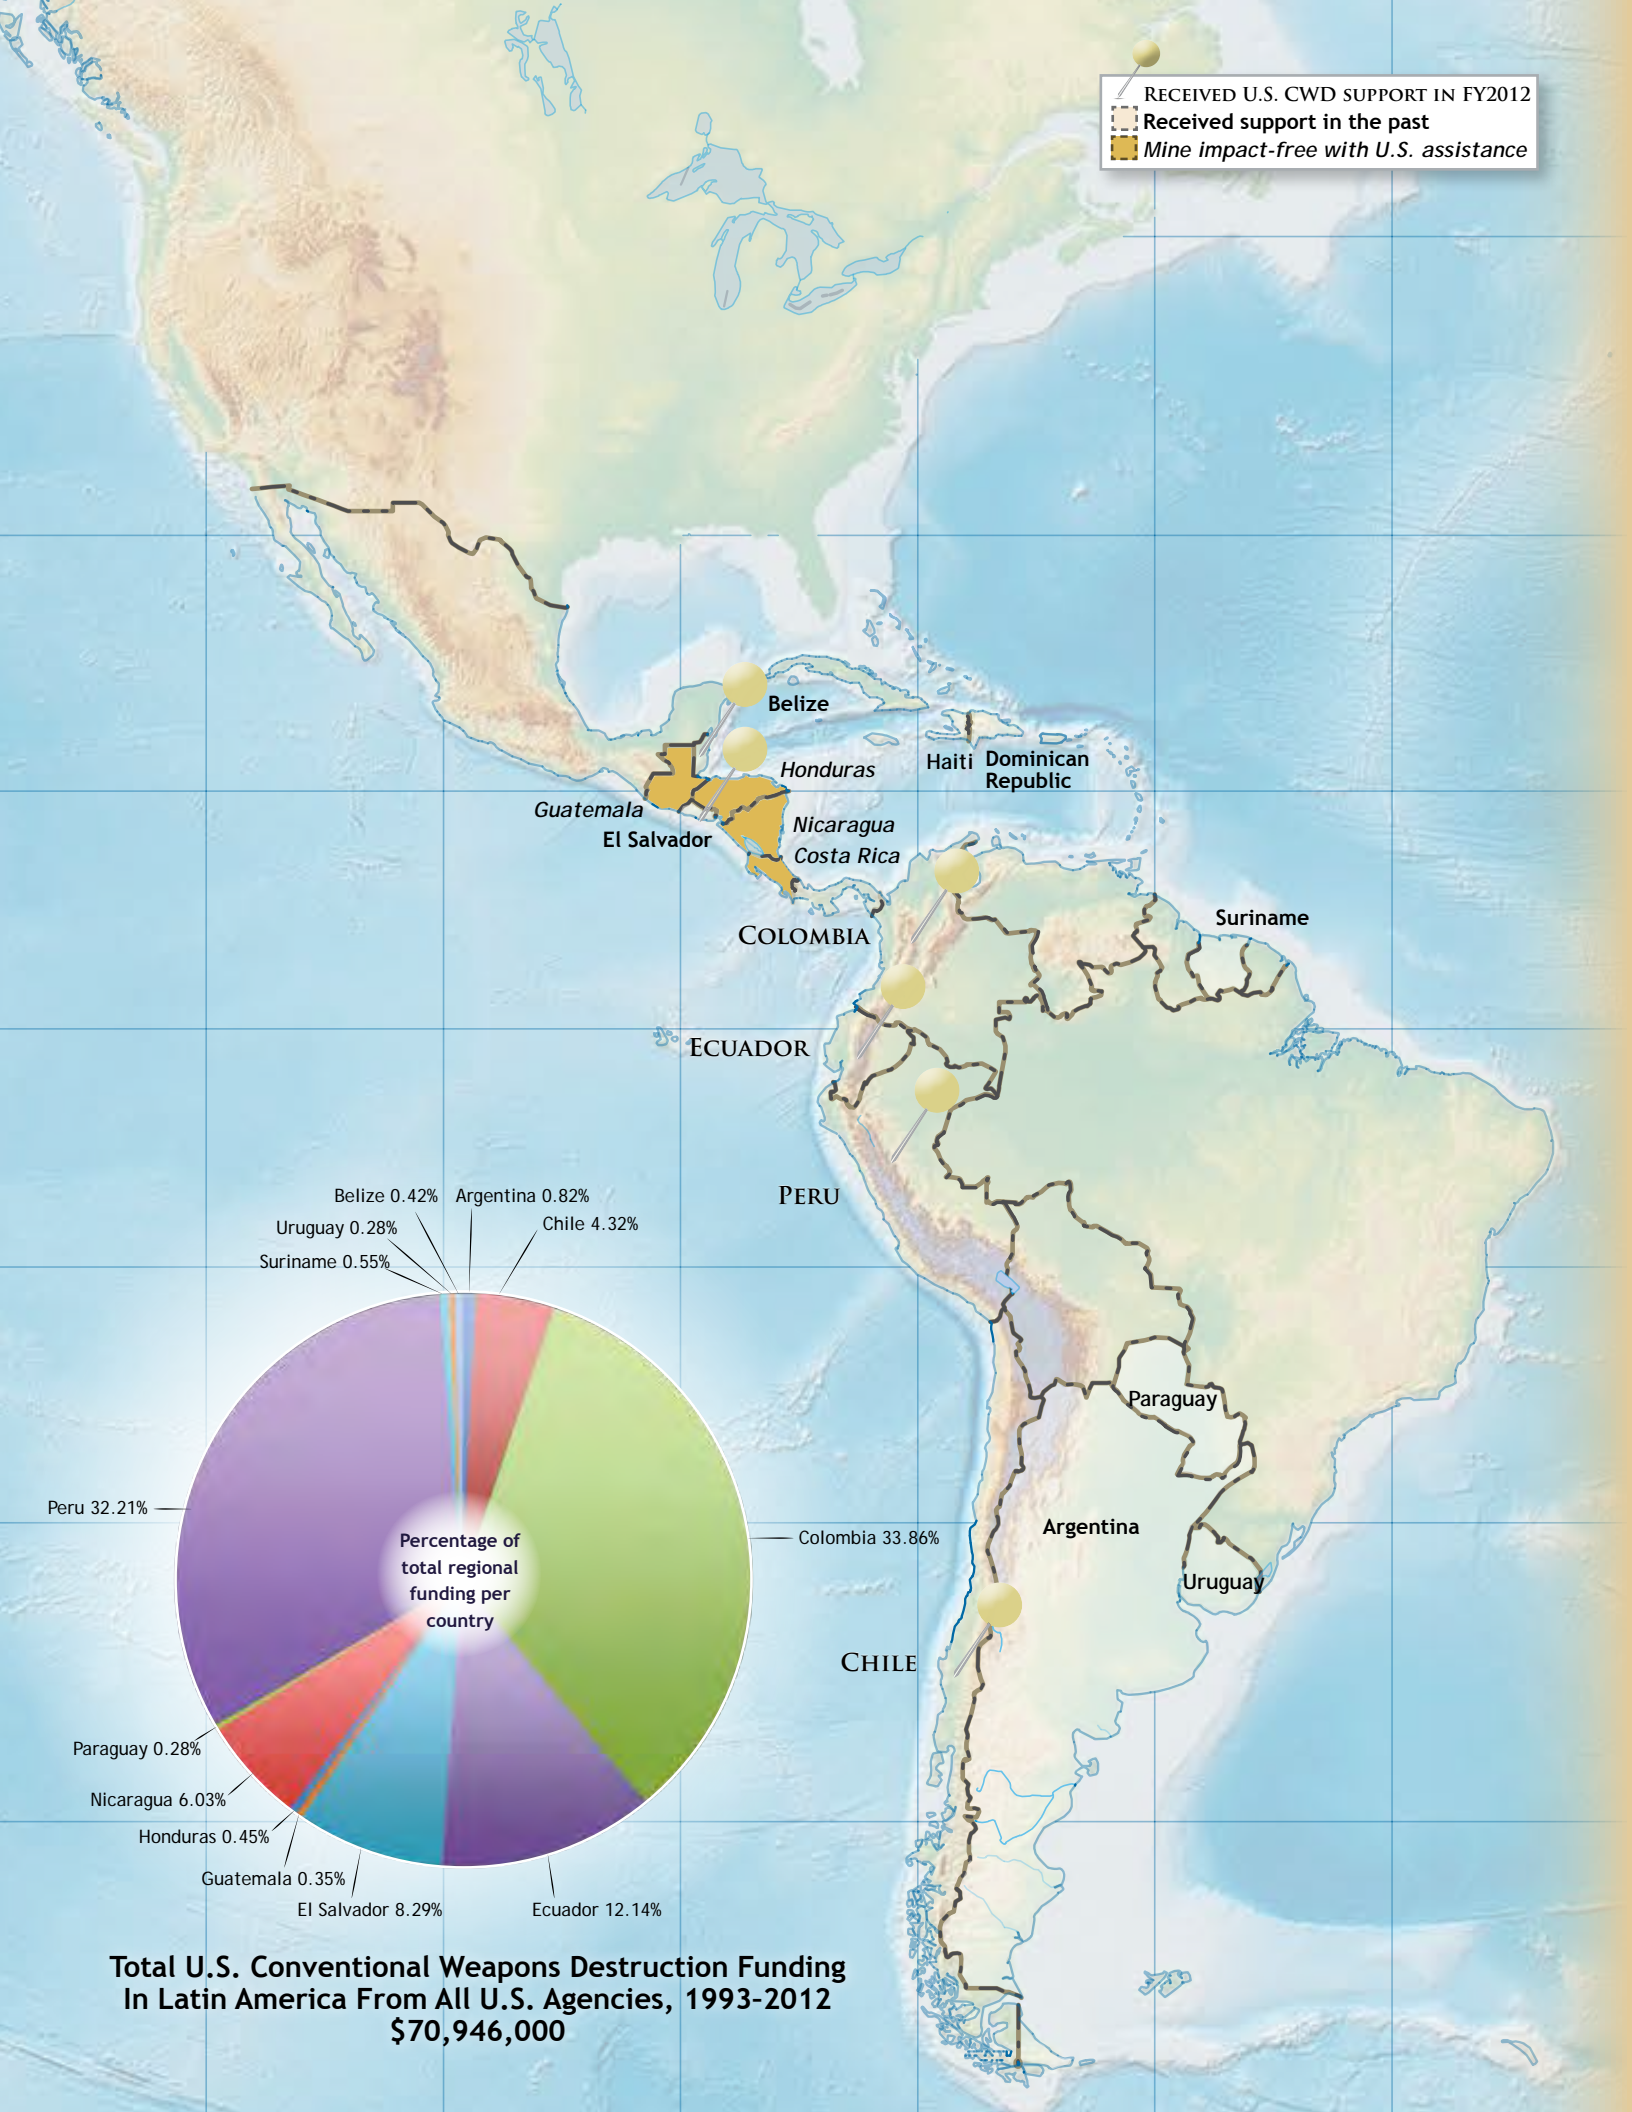 Received U.S. CWD support in FY2012
Received support in the past
Mine impact-free with U.S. assistance
Belize
Honduras
Haiti
Dominican
Republic
Guatemala
El Salvador
Nicaragua
Costa Rica
Colombia
Suriname
Ecuador
Peru
Paraguay
Argentina
Uruguay
Chile
Belize 0.42%
Argentina 0.82%
Uruguay 0.28%
Chile 4.32%
Suriname 0.55%
Peru 32.21%
Colombia 33.86%
Percentage of
total regional
funding per
country
Paraguay 0.28%
Nicaragua 6.03%
Honduras 0.45%
Guatemala 0.35%
El Salvador 8.29%
Ecuador 12.14%
Total U.S. Conventional Weapons Destruction Funding
In Latin America From All U.S. Agencies, 1993–2012
$70,946,000